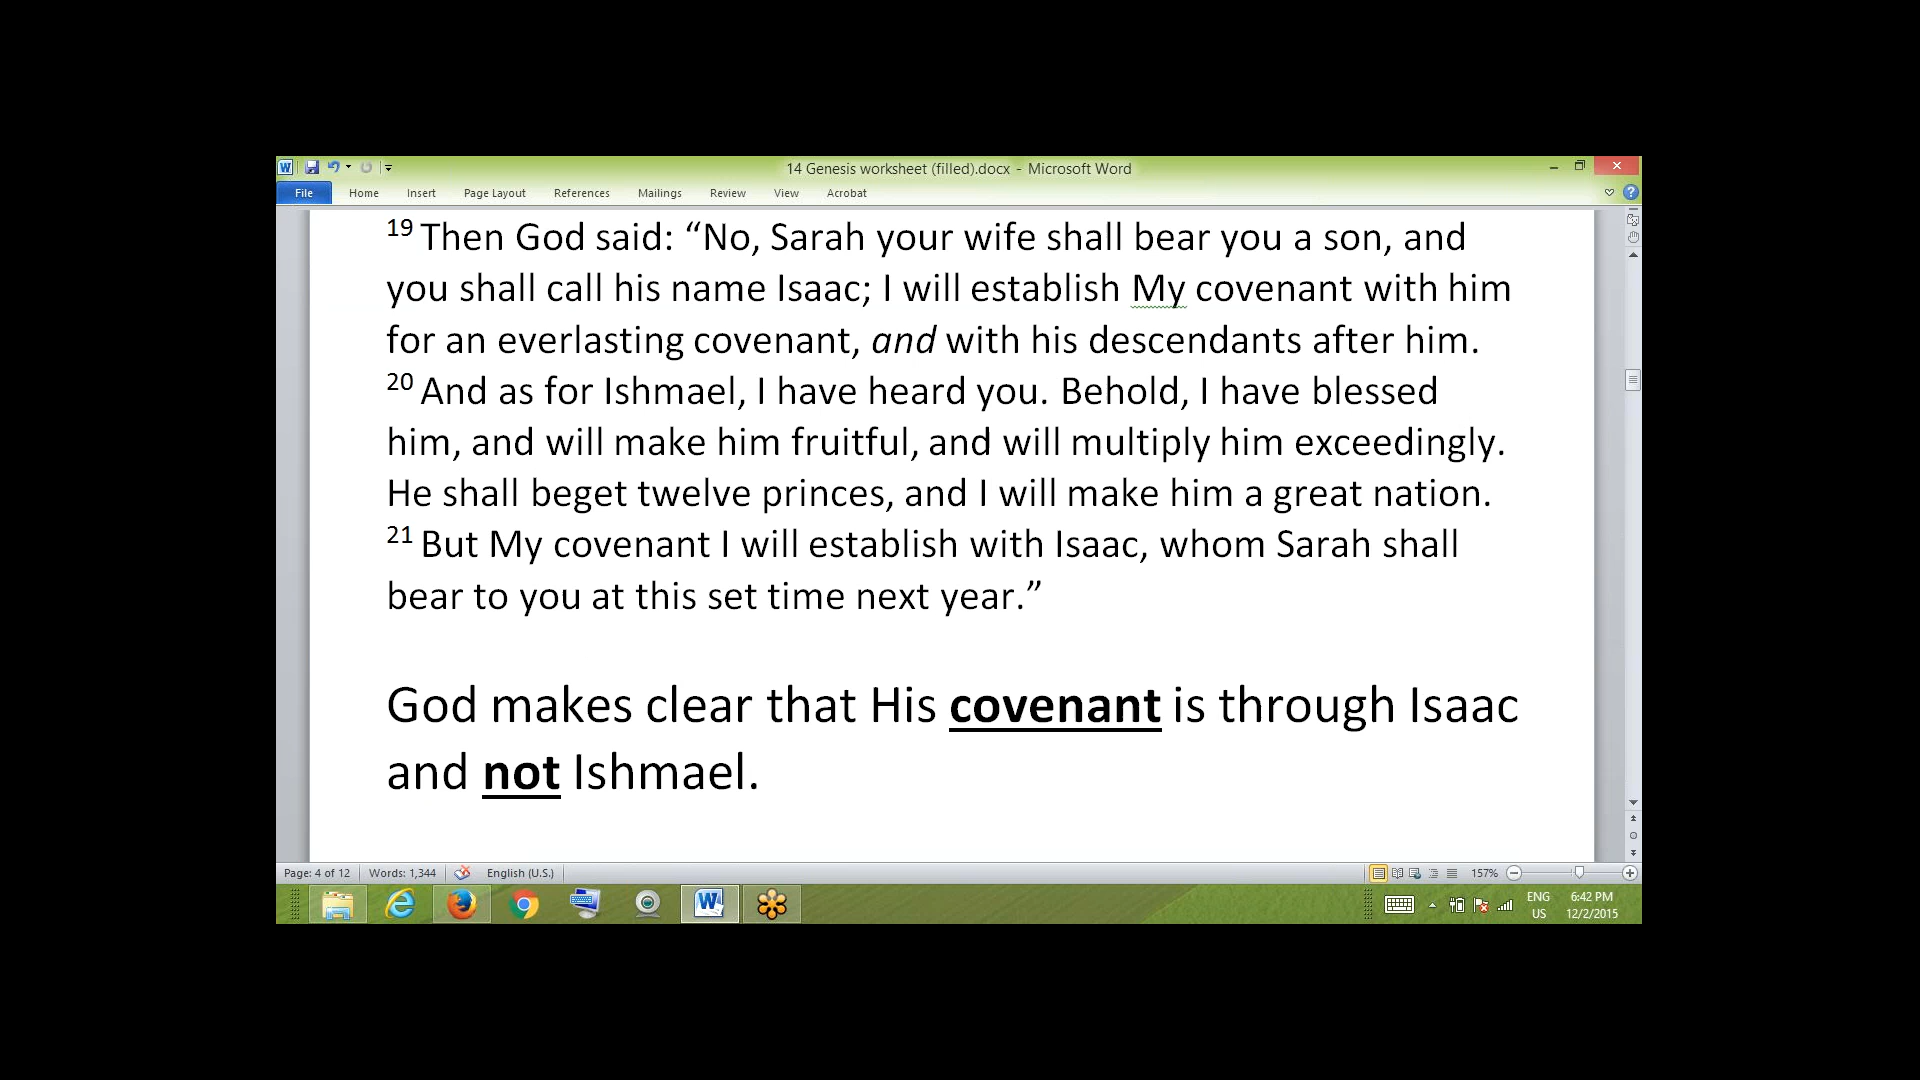 14 Genesis worksheet (filled).docx - Microsoft Word
File Home Insert Page Layout References Mailings Review View Acrobat
19 Then God said: “No, Sarah your wife shall bear you a son, and
you shall call his name Isaac; I will establish My covenant with him
for an everlasting covenant, and with his descendants after him.
20 And as for Ishmael, I have heard you. Behold, I have blessed
him, and will make him fruitful, and will multiply him exceedingly.
He shall beget twelve princes, and I will make him a great nation.
21 But My covenant I will establish with Isaac, whom Sarah shall
bear to you at this set time next year.”
God makes clear that His covenant is through Isaac
and not Ishmael.
Page: 4 of 12 Words: 1,344 English (U.S.) 157%
ENG 6:42 PM
US 12/2/2015